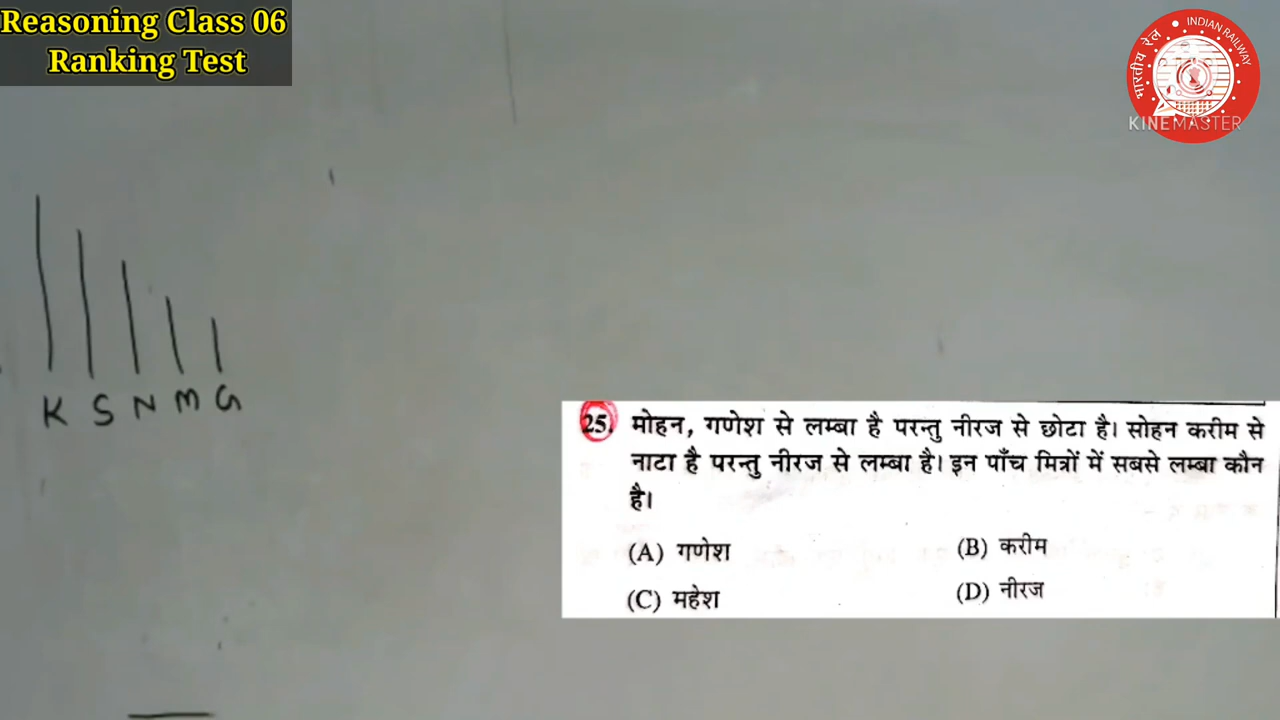 Reasoning Class 06
Ranking Test
भारतीय रेल
INDIAN RAILWAY
KINEMASTER
K S N M G
25. मोहन, गणेश से लम्बा है परन्तु नीरज से छोटा है। सोहन करीम से
नाटा है परन्तु नीरज से लम्बा है। इन पाँच मित्रों में सबसे लम्बा कौन
है।
(A) गणेश
(B) करीम
(C) महेश
(D) नीरज